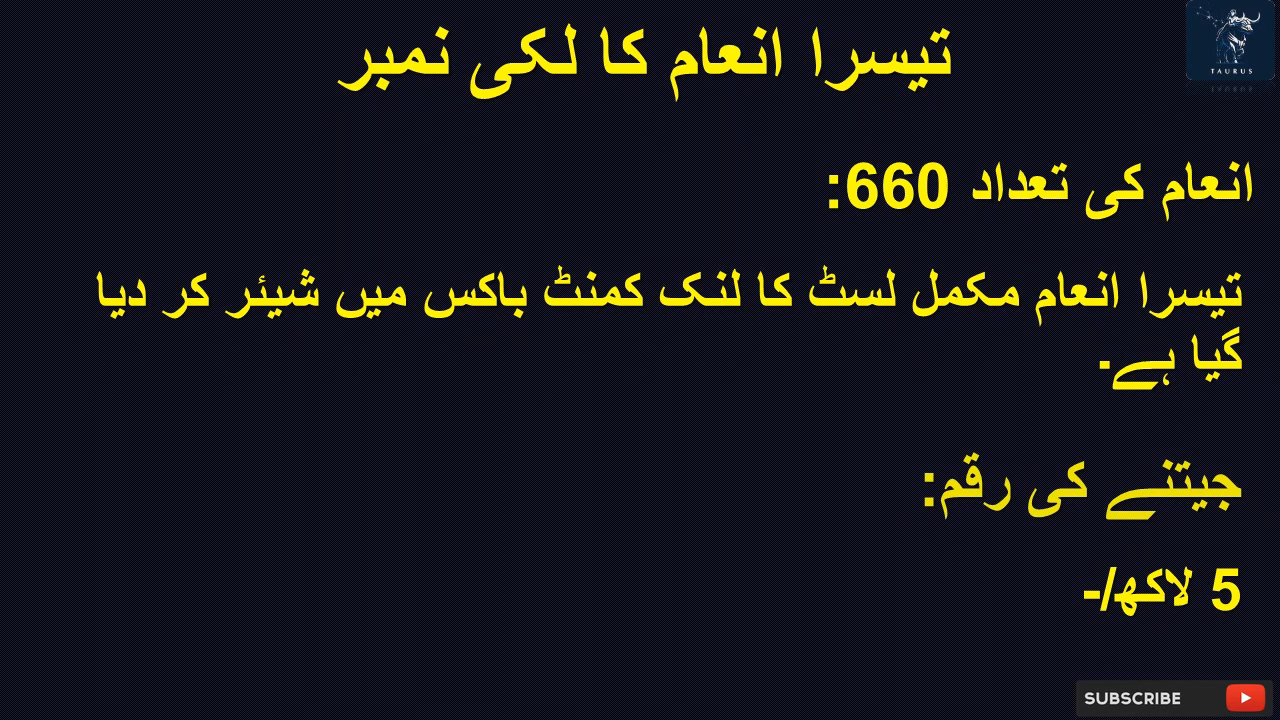 تیسرا انعام کا لکی نمبر
TAURUS
انعام کی تعداد 660:
تیسرا انعام مکمل لسٹ کا لنک کمنٹ باکس میں شیئر کر دیا
گیا ہے۔
جیتنے کی رقم:
5 لاکھ/-
SUBSCRIBE